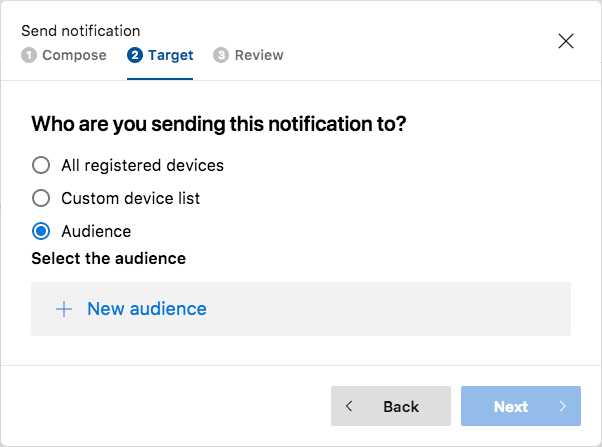 Send notification
1 Compose 2 Target 3 Review
Who are you sending this notification to?
All registered devices
Custom device list
Audience
Select the audience
+ New audience
< Back Next >